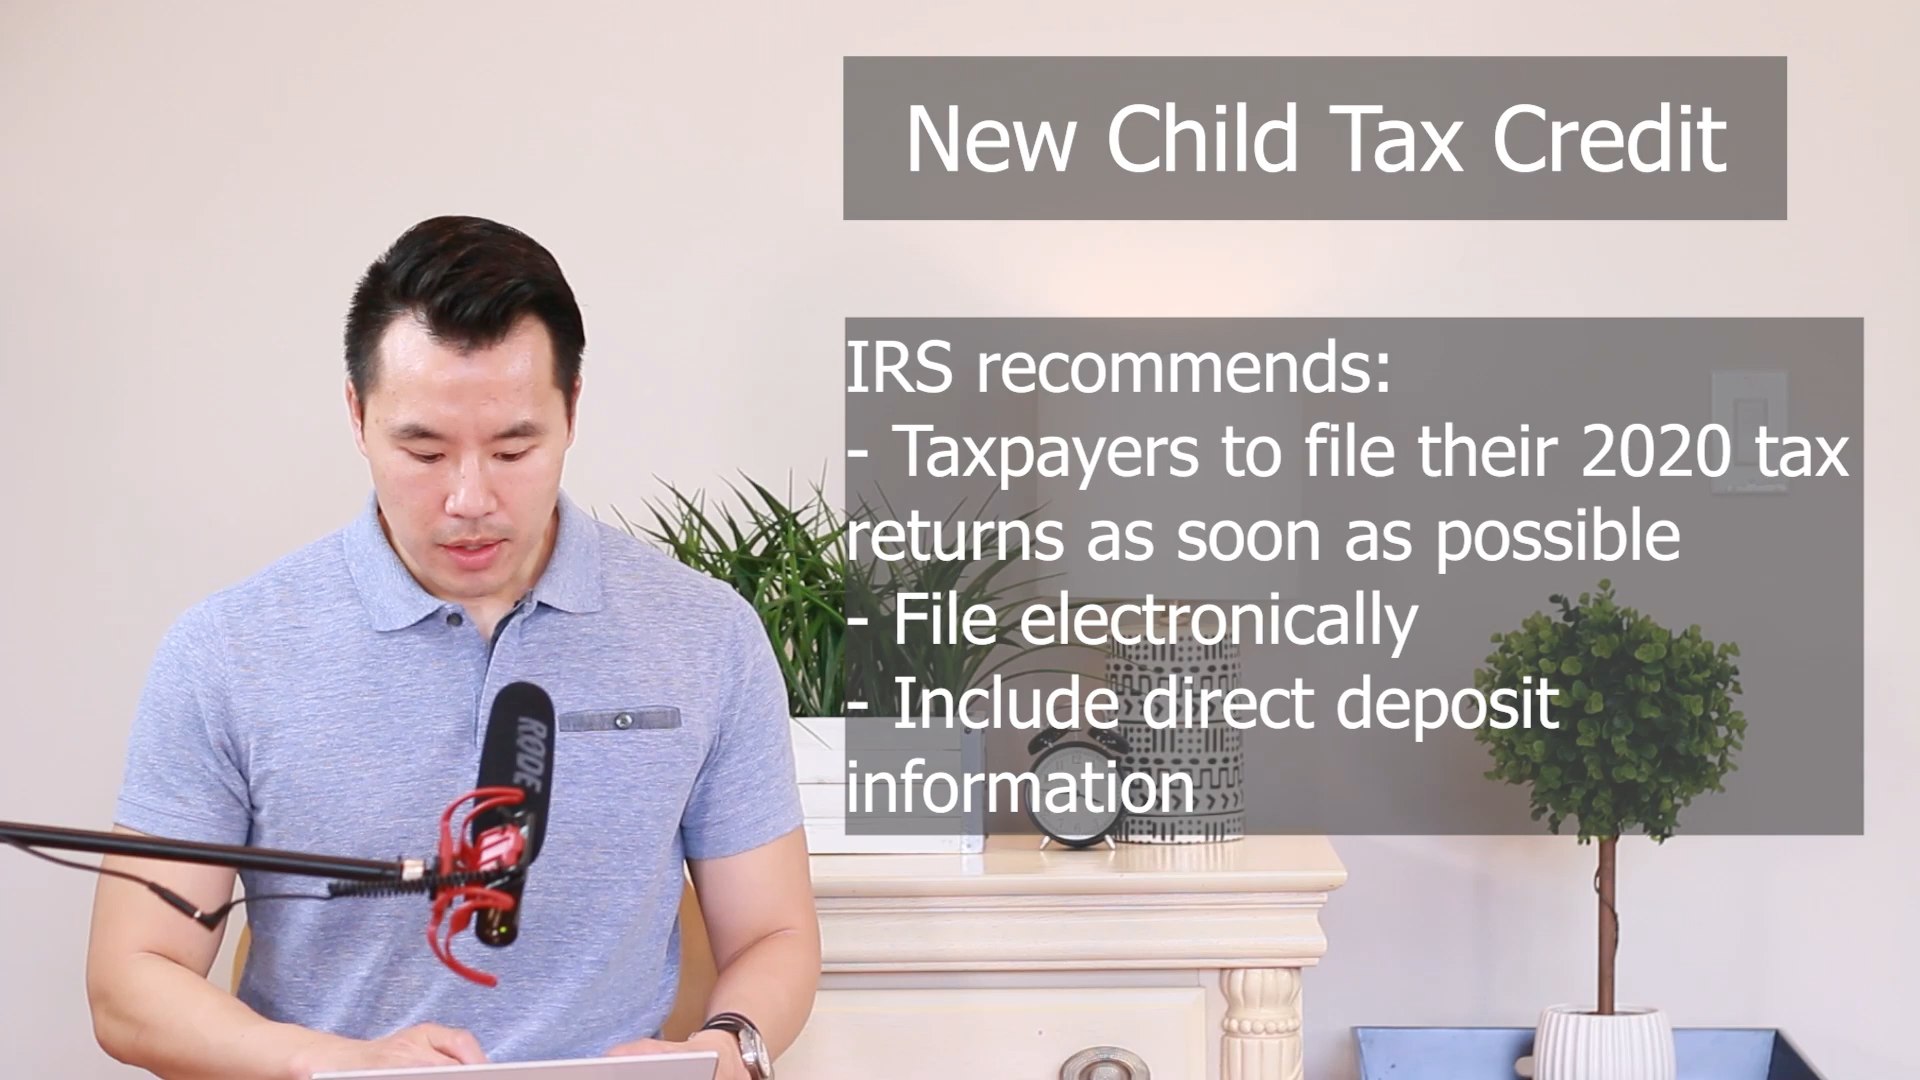 New Child Tax Credit
IRS recommends:
- Taxpayers to file their 2020 tax
returns as soon as possible
- File electronically
- Include direct deposit
information
RODE